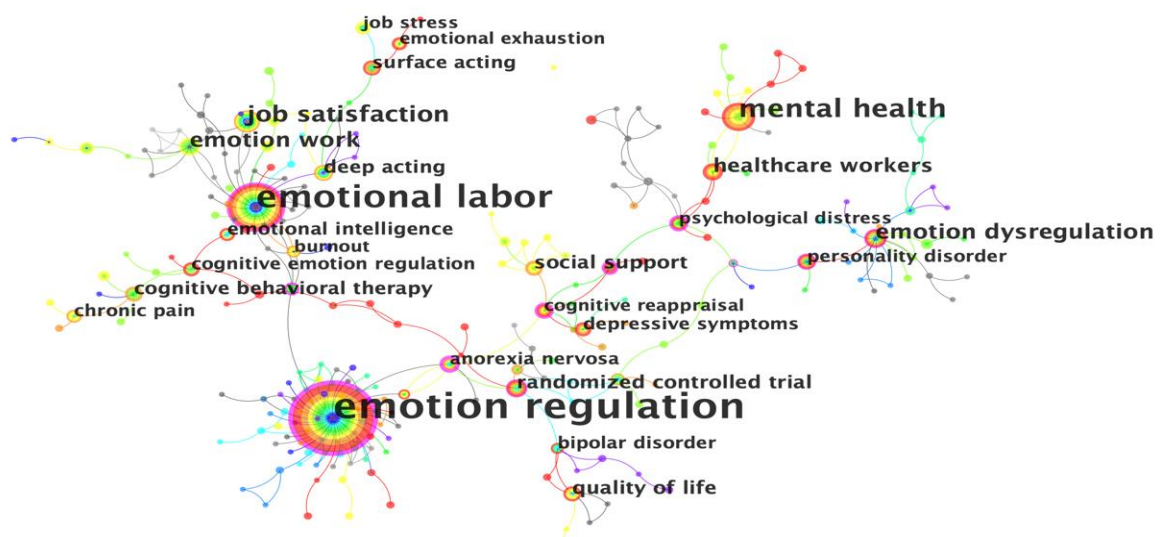 job stress
emotional exhaustion
surface acting
job satisfaction
emotion work
deep acting
emotional labor
emotional intelligence
burnout
cognitive emotion regulation
cognitive behavioral therapy
chronic pain
mental health
healthcare workers
psychological distress
emotion dysregulation
personality disorder
social support
cognitive reappraisal
depressive symptoms
anorexia nervosa
randomized controlled trial
emotion regulation
bipolar disorder
quality of life